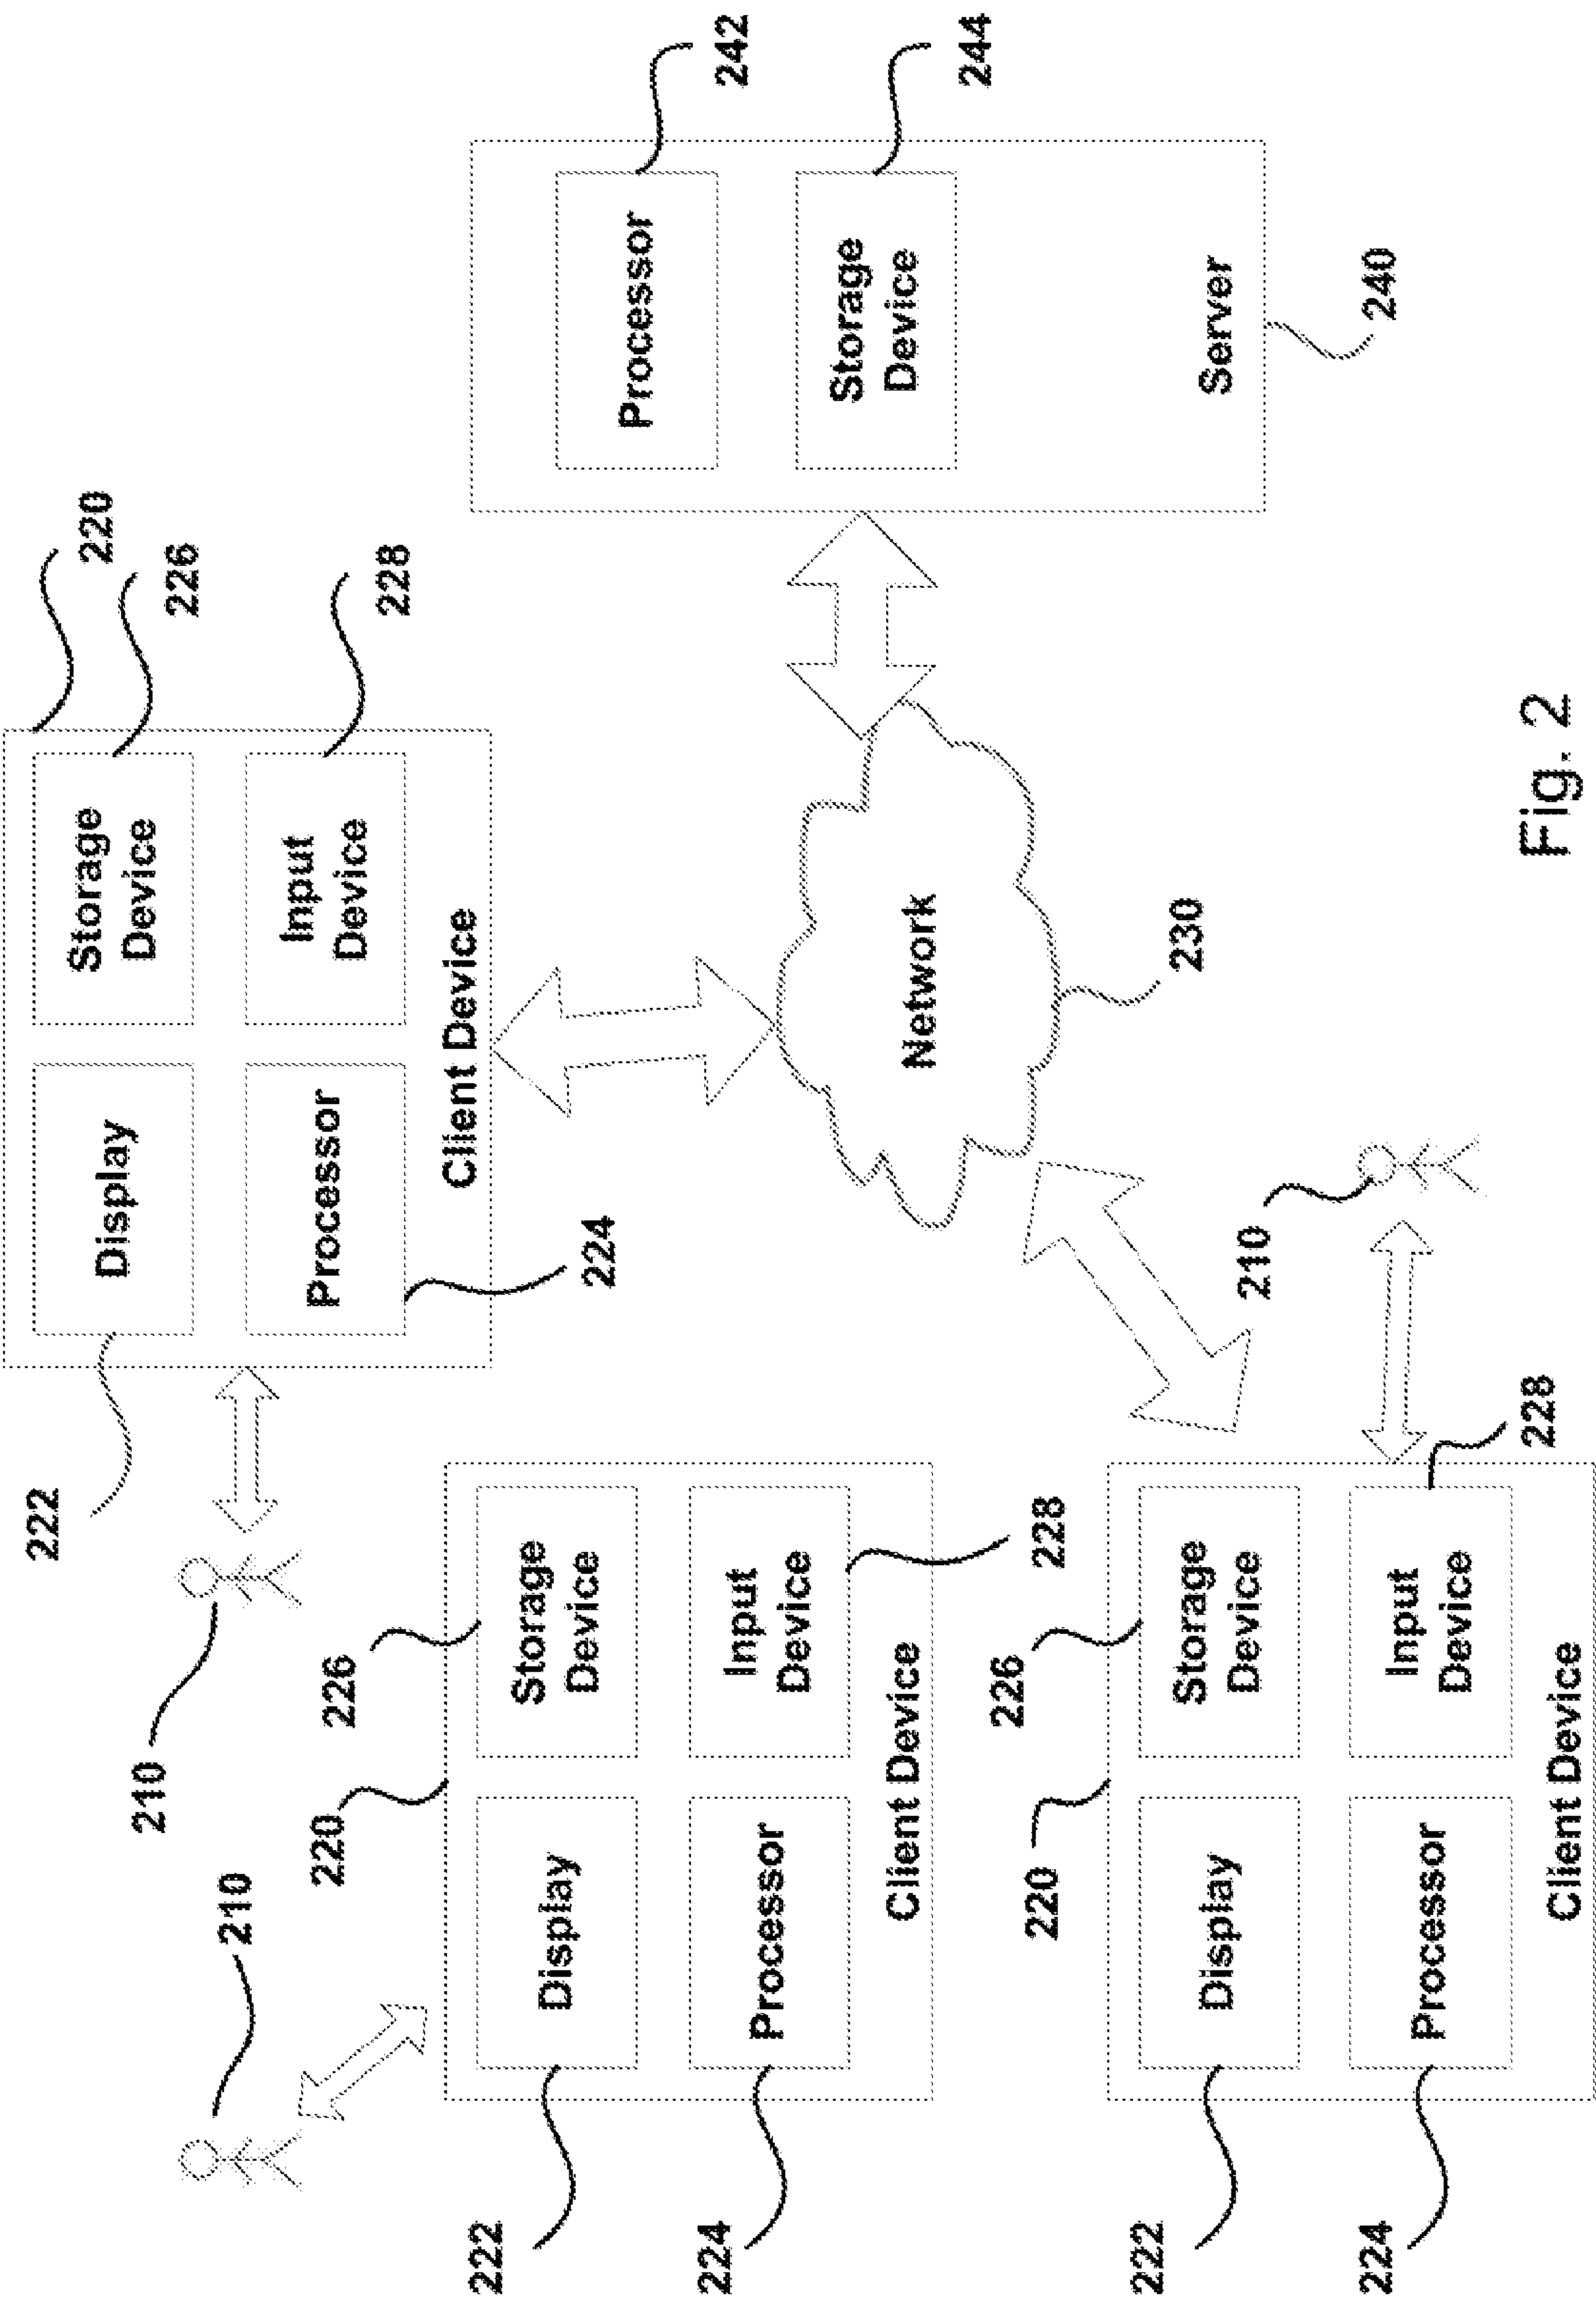 222
220
226
228
Display
Storage
Device
Processor
Input
Device
Client Device
224
210
210
220
226
222
Display
Storage
Device
224
Processor
Input
Device
Client Device
228
242
Processor
244
Storage
Device
Server
240
Network
230
210
226
220
222
Display
Storage
Device
224
Processor
Input
Device
Client Device
228
Fig. 2